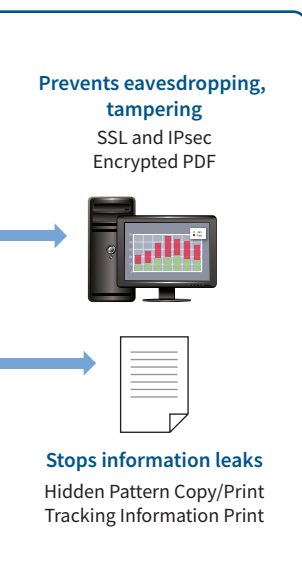 Prevents eavesdropping,
tampering
SSL and IPsec
Encrypted PDF
Stops information leaks
Hidden Pattern Copy/Print
Tracking Information Print